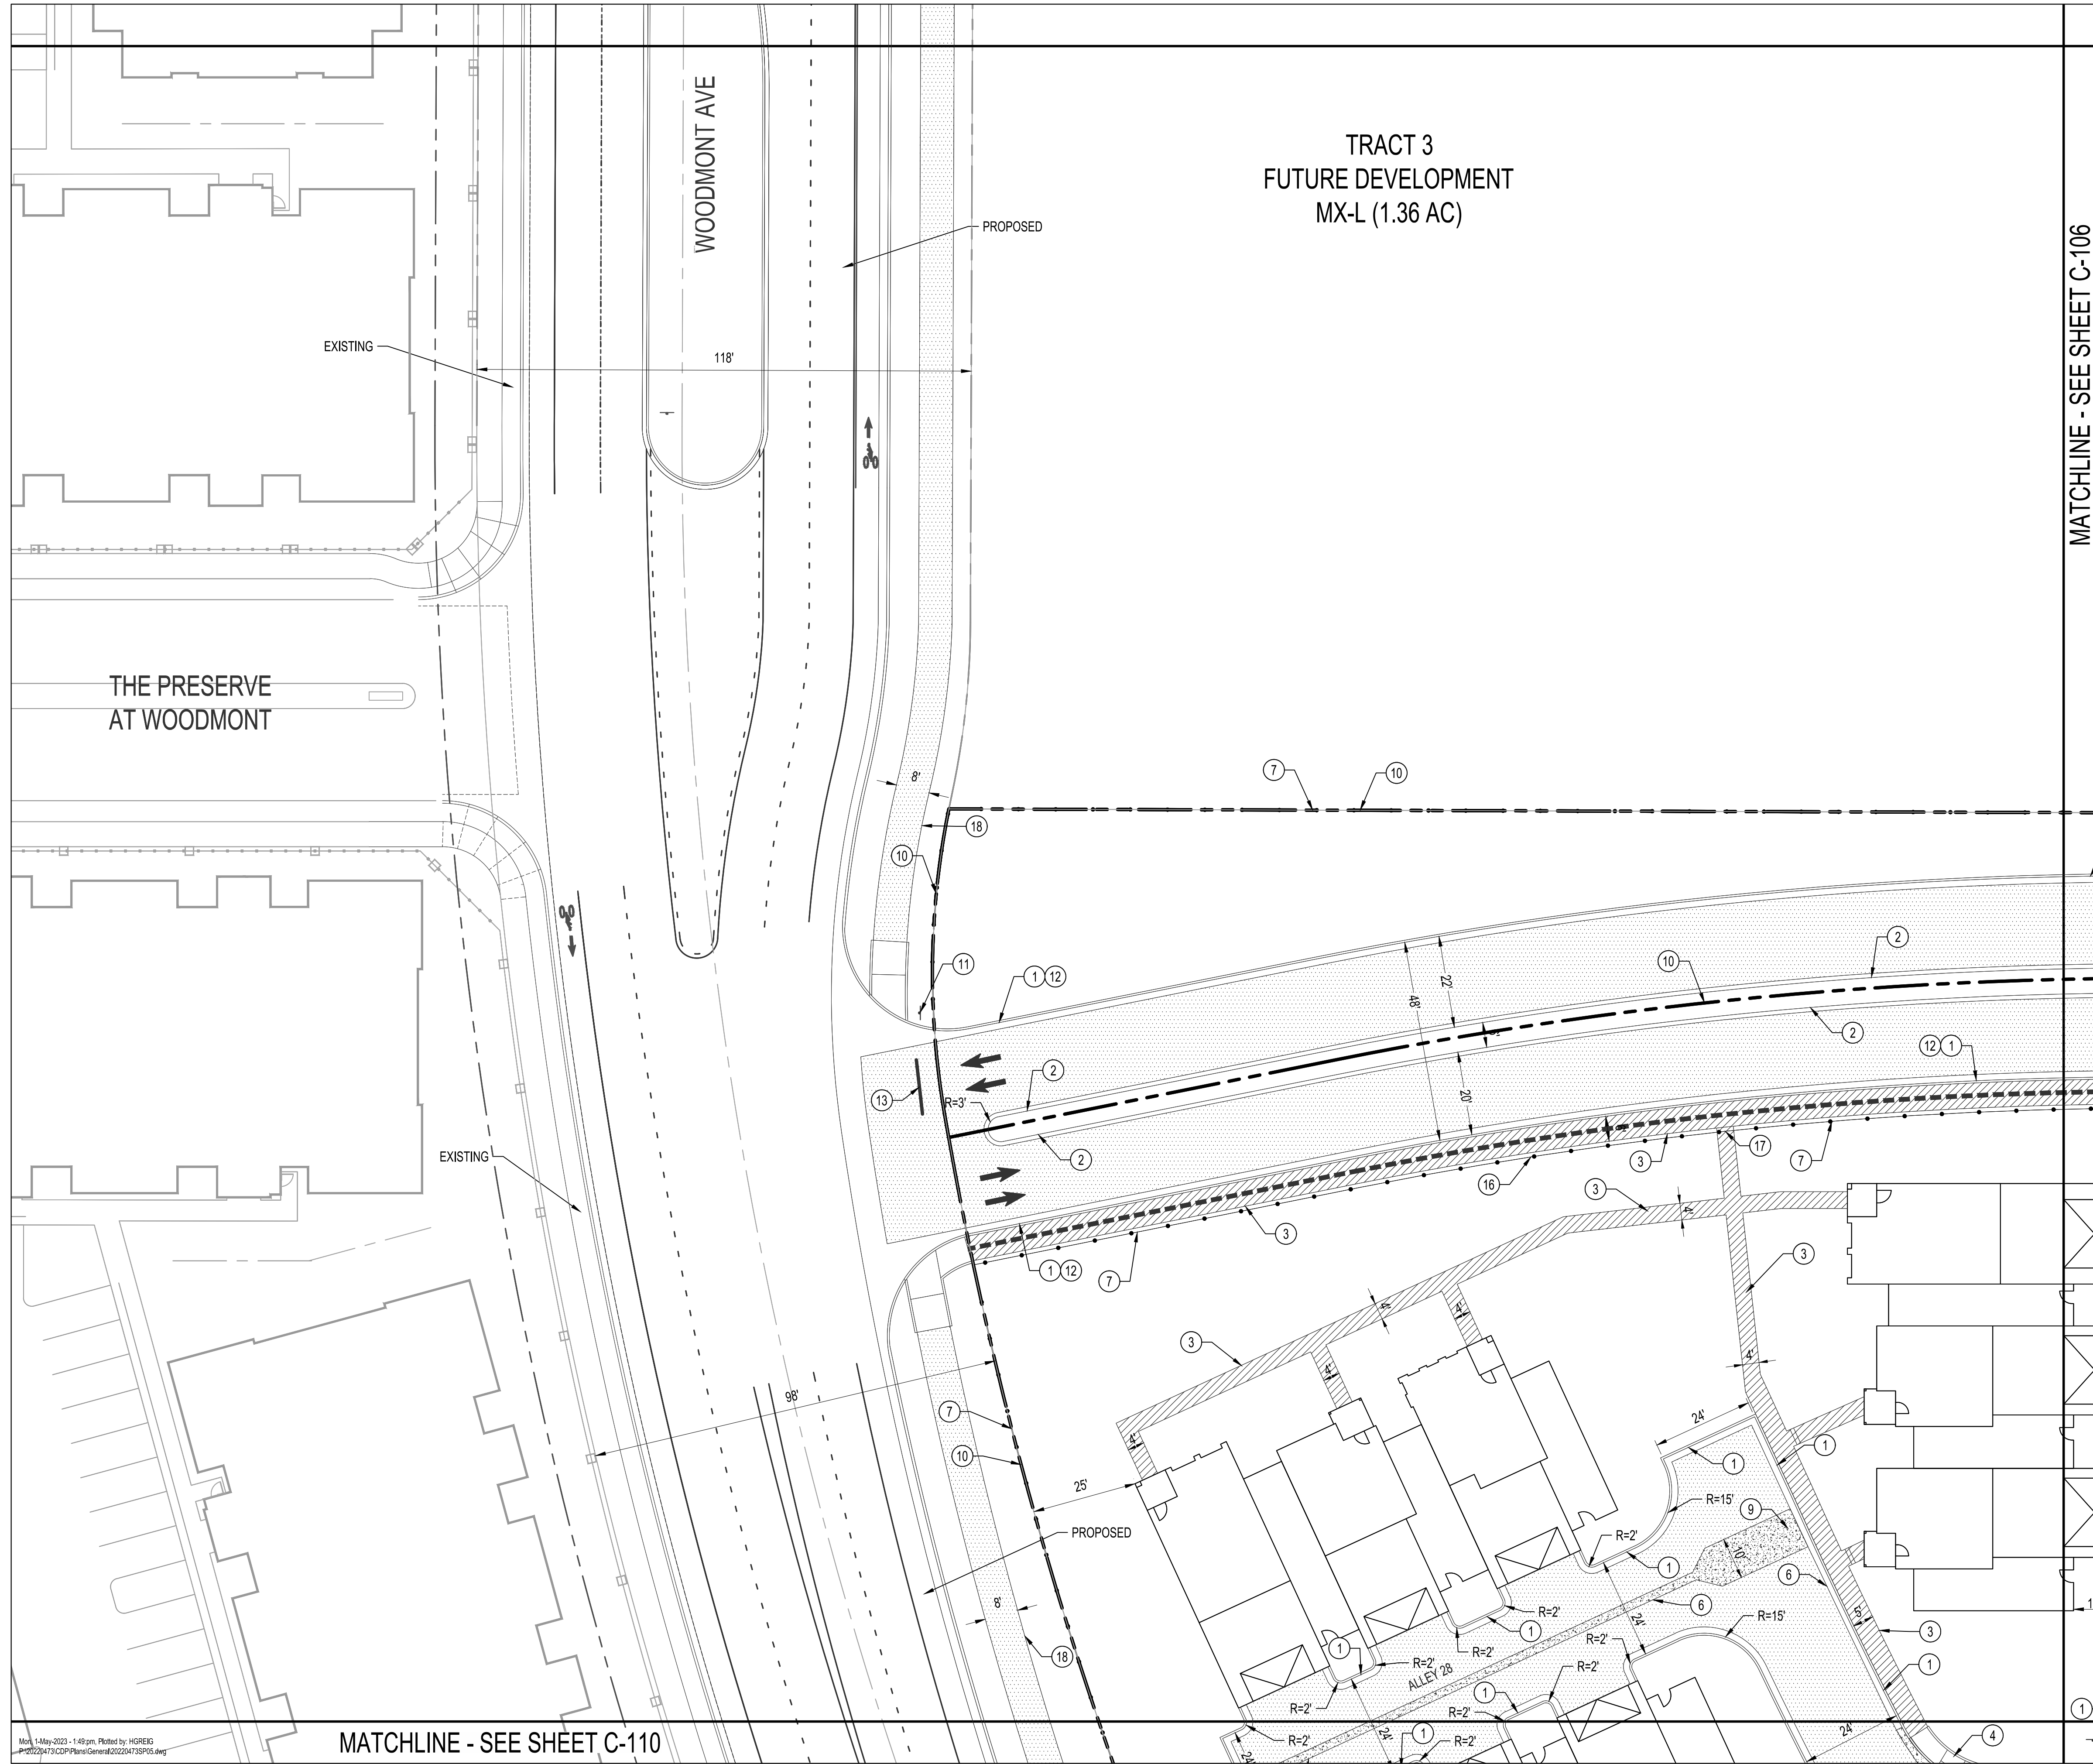 WOODMONT AVE
TRACT 3
FUTURE DEVELOPMENT
MX-L (1.36 AC)
PROPOSED
MATCHLINE - SEE SHEET C-106
EXISTING
118'
THE PRESERVE
AT WOODMONT
8'
7
10
18
10
11
1 12
2
10
22'
48'
2
12 1
13
R=3'
2
20'
2
17
3
7
16
3
4'
3
3
1 12
7
EXISTING
4'
4'
3
4'
4'
4'
98'
7
10
25'
24'
1
1
R=15'
9
10'
R=2'
1
6
6
PROPOSED
8'
18
R=2'
1
R=2'
24'
R=15'
R=2'
5'
3
1
1
R=2'
ALLEY 28
R=2'
R=2'
1
R=2'
24'
1
R=2'
R=2'
24'
24'
4
1
MATCHLINE - SEE SHEET C-110
Mon, 1-May-2023 - 1:49:pm, Plotted by: HGREIG
P:\20220473\CDP\Plans\General\20220473SP05.dwg